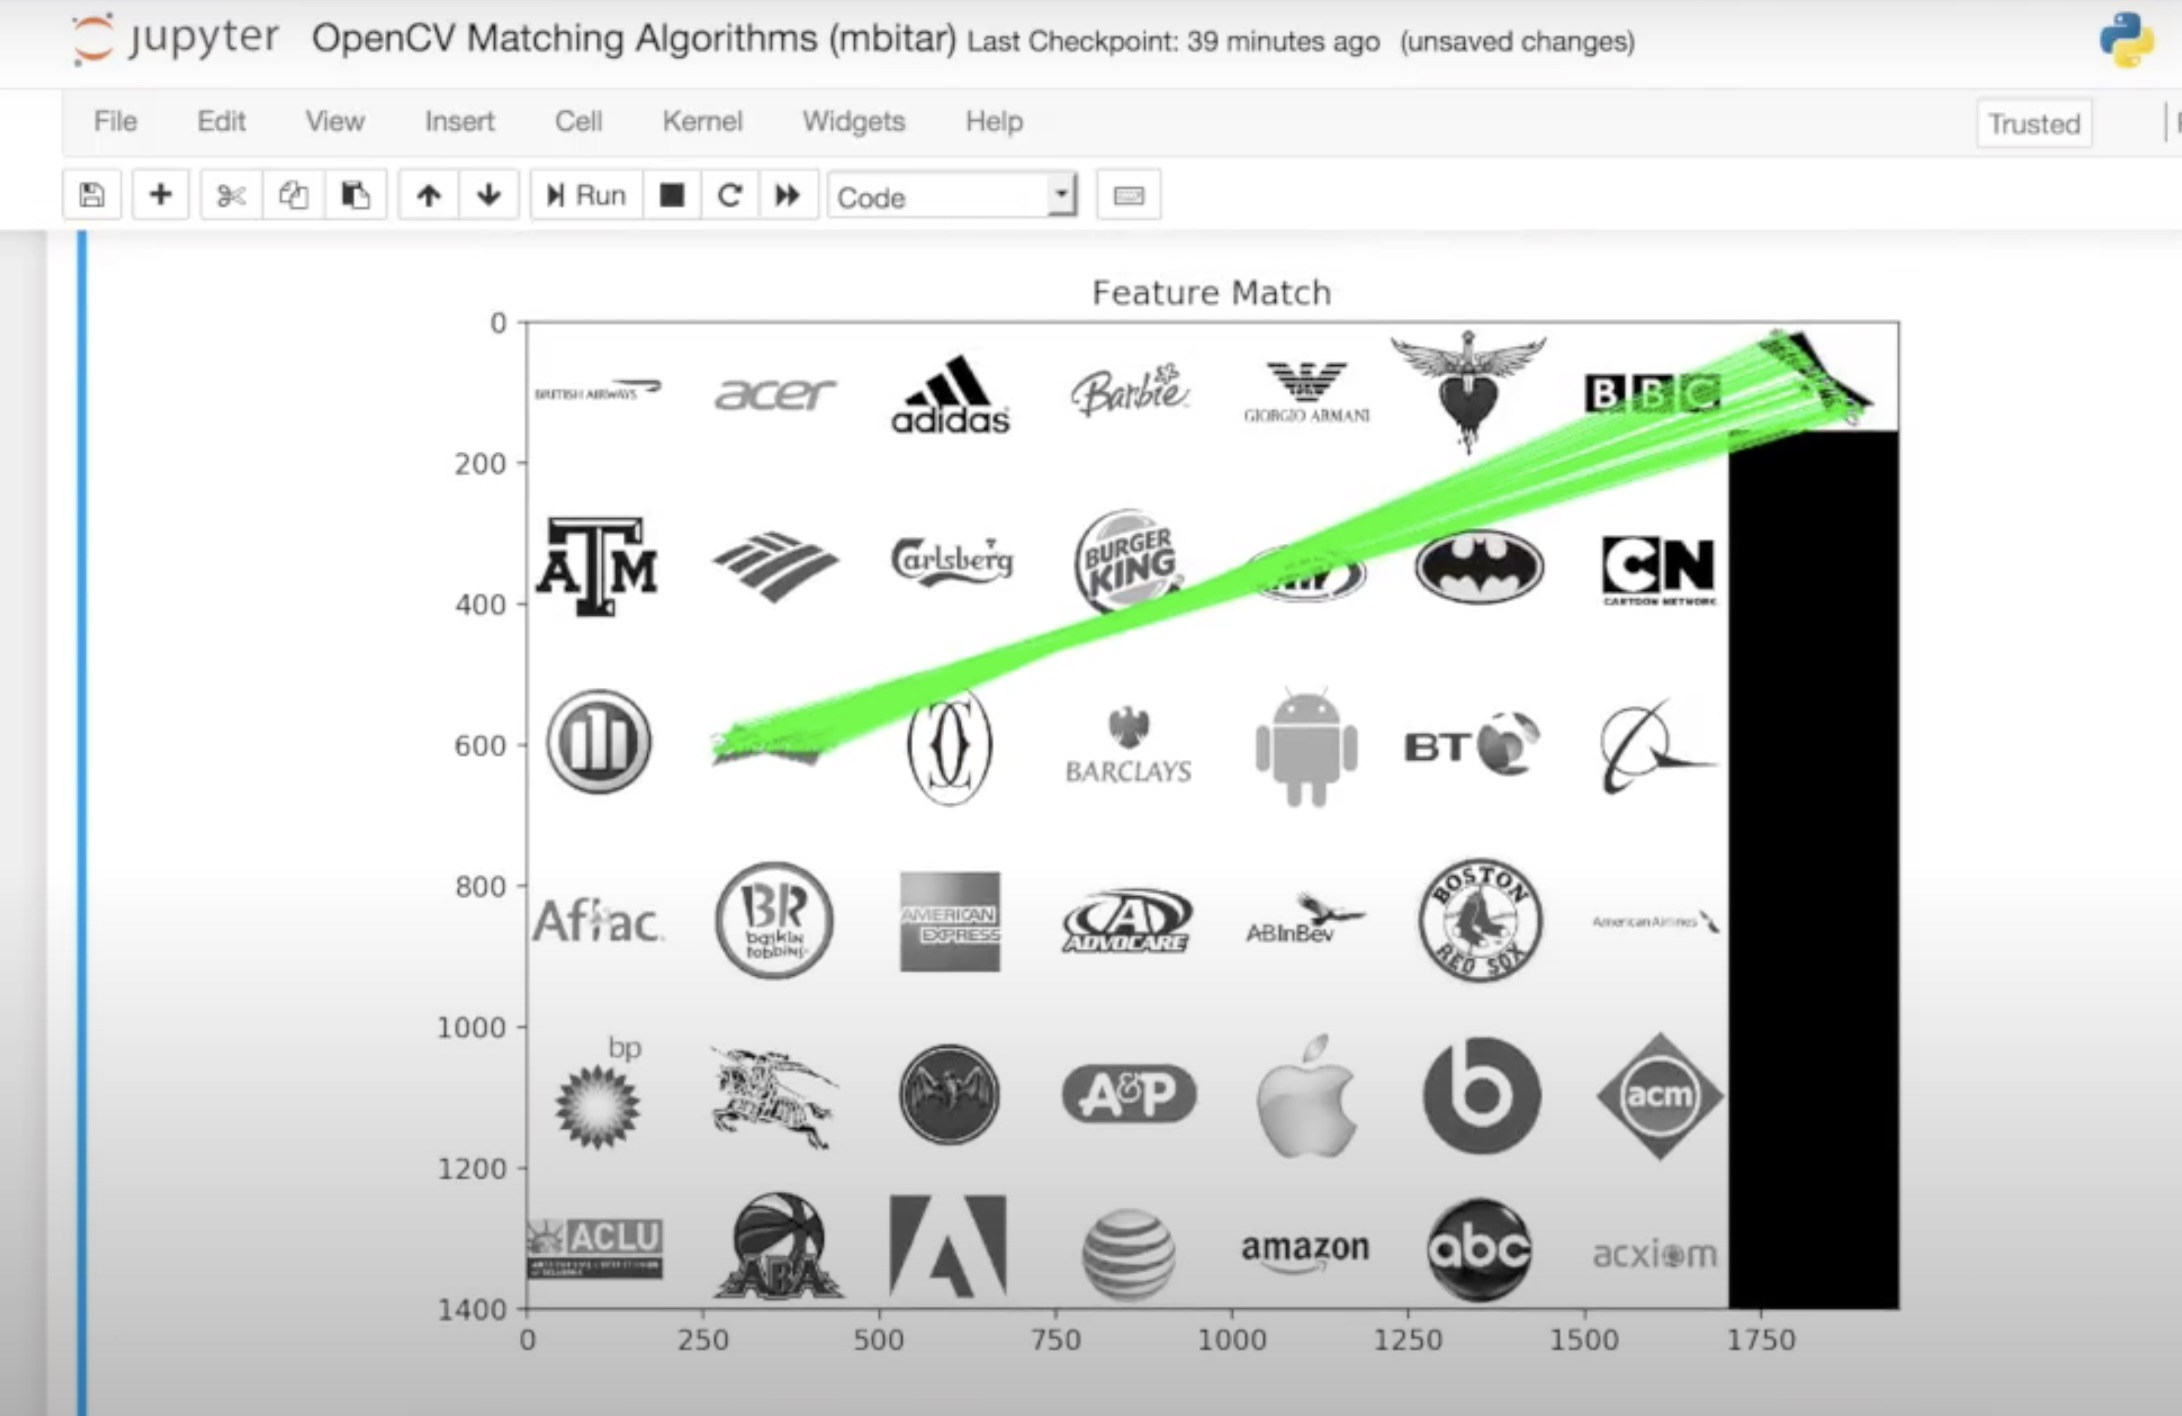 jupyter OpenCV Matching Algorithms (mbitar) Last Checkpoint: 39 minutes ago (unsaved changes)
File Edit View Insert Cell Kernel Widgets Help Trusted
Run Code
Feature Match
0
BRITISH AIRWAYS acer adidas Barbie GIORGIO ARMANI BBC
200
ATM Carlsberg BURGER KING CN
CARTOON NETWORK
400
600
BARCLAYS BT
800
Aflac. BR baskin robbins AMERICAN EXPRESS A ADVOCARE ABInBev BOSTON RED SOX American Airlines
1000
bp
A&P b acm
1200
ACLU ABA amazon abc acxiom
1400
0 250 500 750 1000 1250 1500 1750